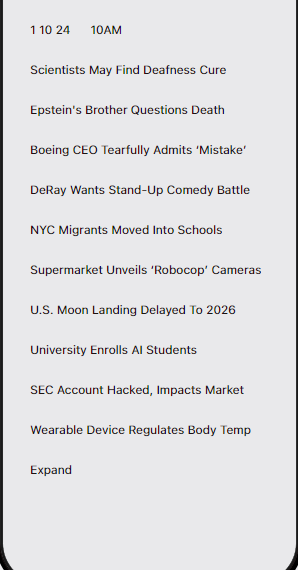 1 10 24 10AM
Scientists May Find Deafness Cure
Epstein's Brother Questions Death
Boeing CEO Tearfully Admits ‘Mistake’
DeRay Wants Stand-Up Comedy Battle
NYC Migrants Moved Into Schools
Supermarket Unveils ‘Robocop’ Cameras
U.S. Moon Landing Delayed To 2026
University Enrolls AI Students
SEC Account Hacked, Impacts Market
Wearable Device Regulates Body Temp
Expand